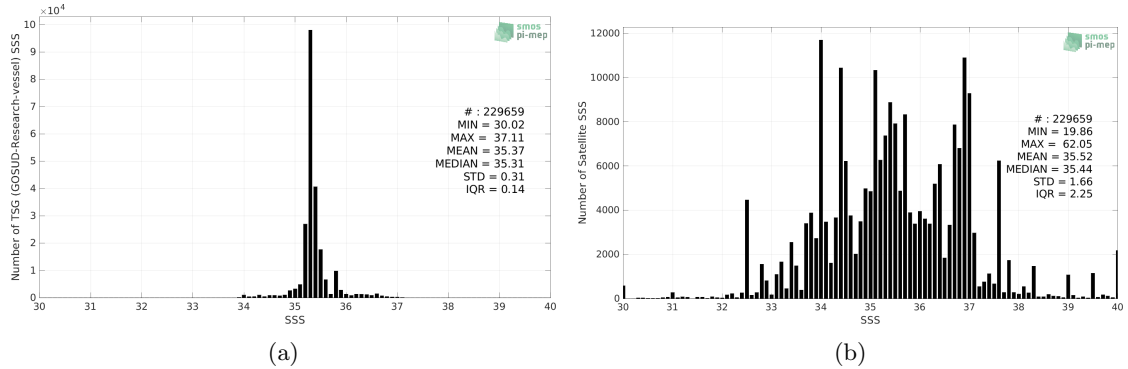 ×10⁴
10
9
8
7
6
5
4
3
2
1
0
Number of TSG (GOSUD-Research-vessel) SSS
smos
pi-mep
# : 229659
MIN = 30.02
MAX = 37.11
MEAN = 35.37
MEDIAN = 35.31
STD = 0.31
IQR = 0.14
30 31 32 33 34 35 36 37 38 39 40
SSS
(a)
12000
10000
8000
6000
4000
2000
0
Number of Satellite SSS
smos
pi-mep
# : 229659
MIN = 19.86
MAX = 62.05
MEAN = 35.52
MEDIAN = 35.44
STD = 1.66
IQR = 2.25
30 31 32 33 34 35 36 37 38 39 40
SSS
(b)